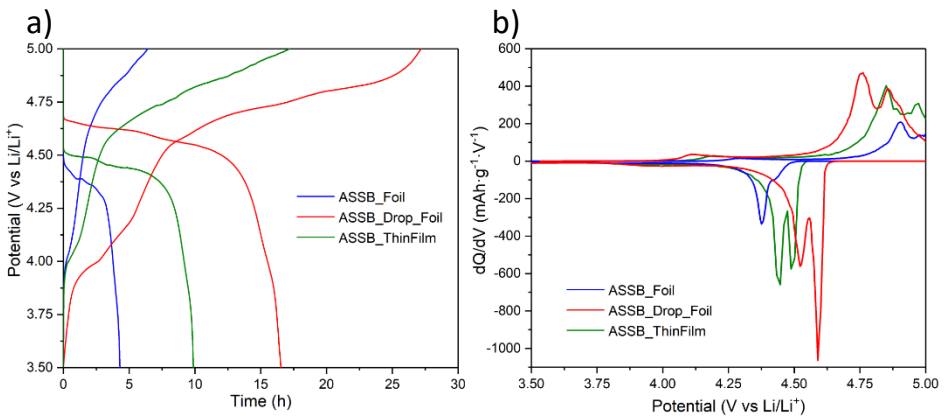 a)
5.00
4.75
4.50
4.25
4.00
3.75
3.50
Potential (V vs Li/Li⁺)
0 5 10 15 20 25 30
Time (h)
ASSB_Foil
ASSB_Drop_Foil
ASSB_ThinFilm
b)
600
400
200
0
-200
-400
-600
-800
-1000
dQ/dV (mAh·g⁻¹·V⁻¹)
3.50 3.75 4.00 4.25 4.50 4.75 5.00
Potential (V vs Li/Li⁺)
ASSB_Foil
ASSB_Drop_Foil
ASSB_ThinFilm